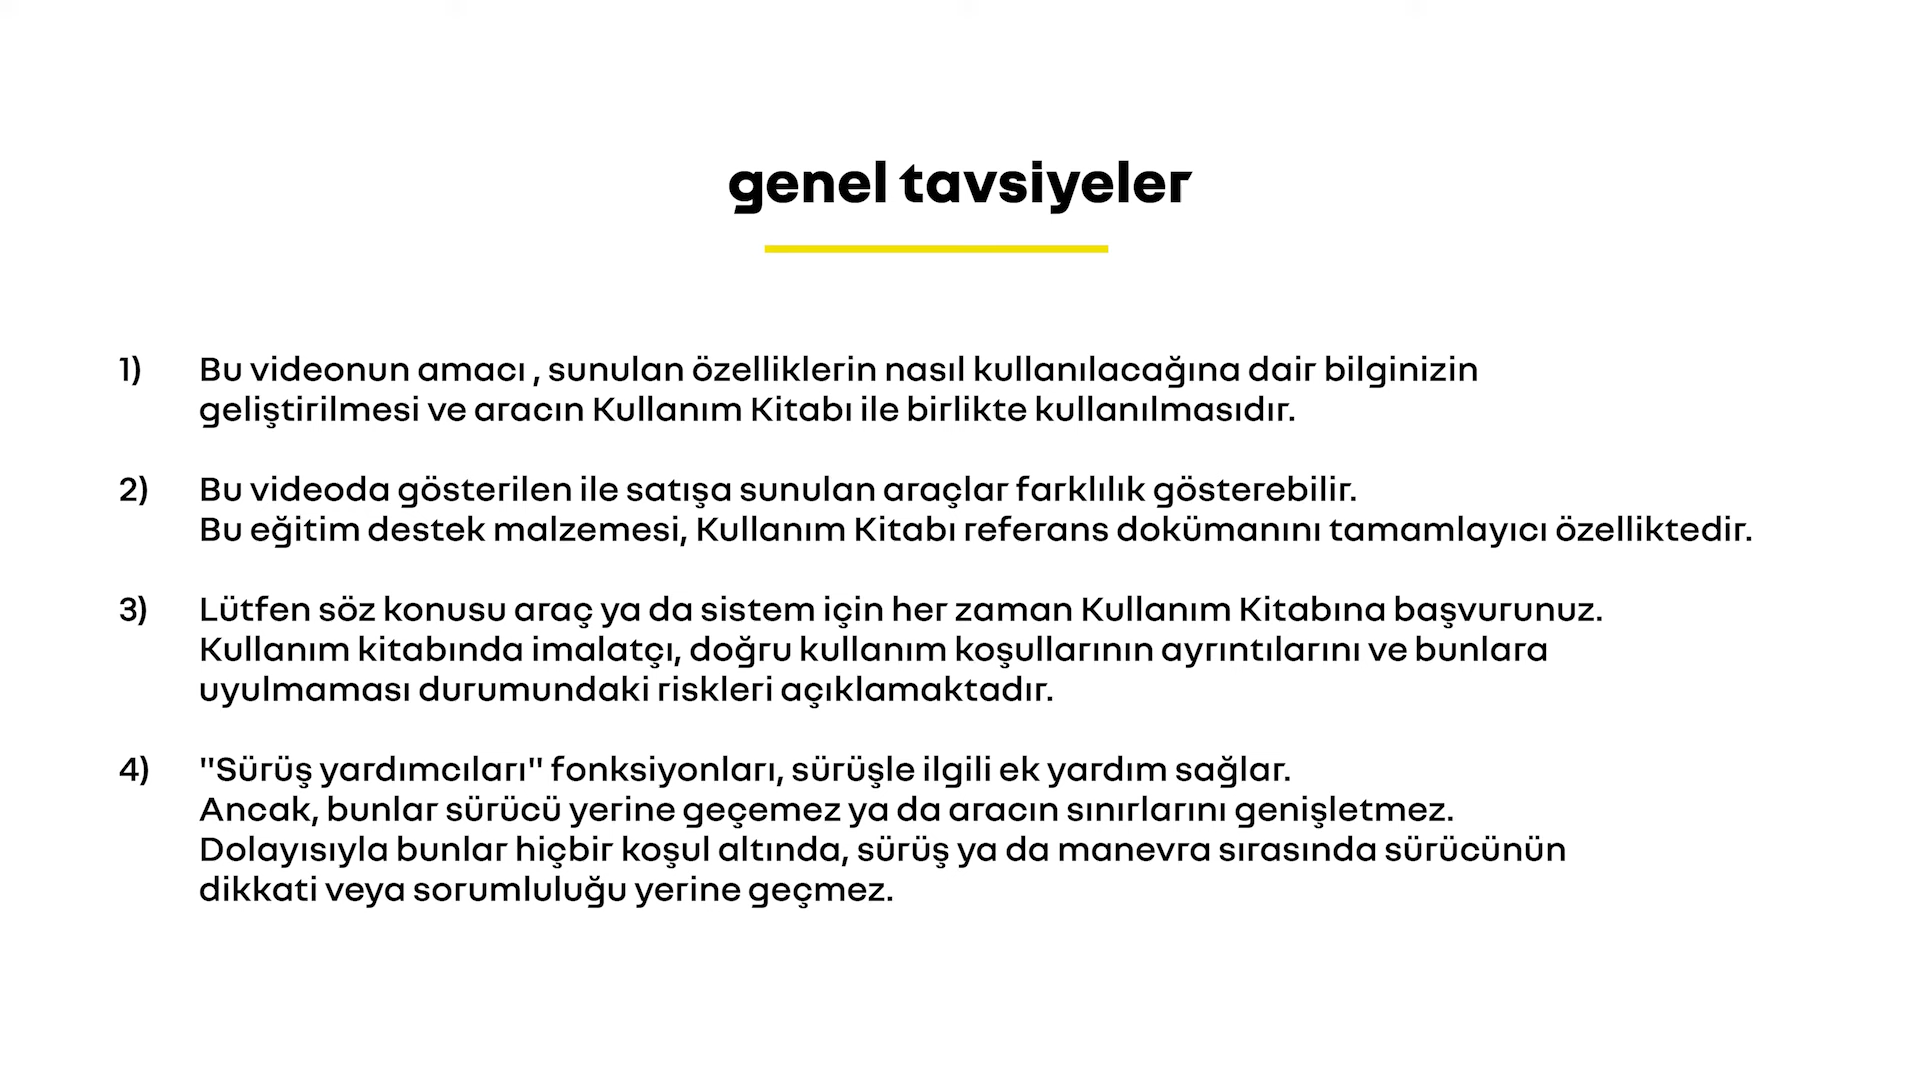 genel tavsiyeler
1) Bu videonun amacı , sunulan özelliklerin nasıl kullanılacağına dair bilginizin
geliştirilmesi ve aracın Kullanım Kitabı ile birlikte kullanılmasıdır.
2) Bu videoda gösterilen ile satışa sunulan araçlar farklılık gösterebilir.
Bu eğitim destek malzemesi, Kullanım Kitabı referans dokümanını tamamlayıcı özelliktedir.
3) Lütfen söz konusu araç ya da sistem için her zaman Kullanım Kitabına başvurunuz.
Kullanım kitabında imalatçı, doğru kullanım koşullarının ayrıntılarını ve bunlara
uyulmaması durumundaki riskleri açıklamaktadır.
4) "Sürüş yardımcıları" fonksiyonları, sürüşle ilgili ek yardım sağlar.
Ancak, bunlar sürücü yerine geçemez ya da aracın sınırlarını genişletmez.
Dolayısıyla bunlar hiçbir koşul altında, sürüş ya da manevra sırasında sürücünün
dikkati veya sorumluluğu yerine geçmez.